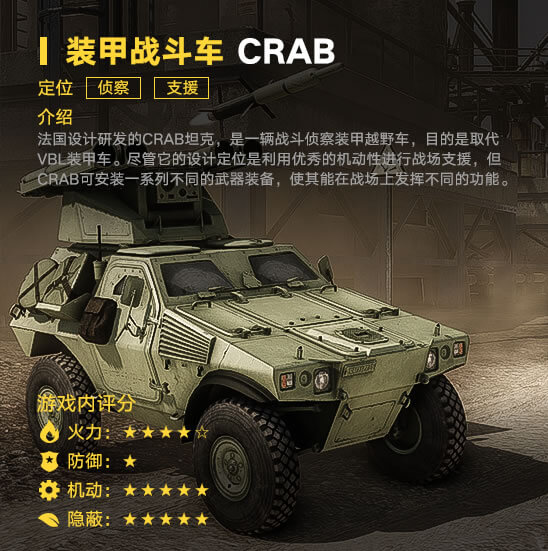 装甲战斗车 CRAB
定位 侦察 支援
介绍
法国设计研发的CRAB坦克，是一辆战斗侦察装甲越野车，目的是取代
VBL装甲车。尽管它的设计定位是利用优秀的机动性进行战场支援，但
CRAB可安装一系列不同的武器装备，使其能在战场上发挥不同的功能。
游戏内评分
火力：★★★★☆
防御：★
机动：★★★★★
隐蔽：★★★★★